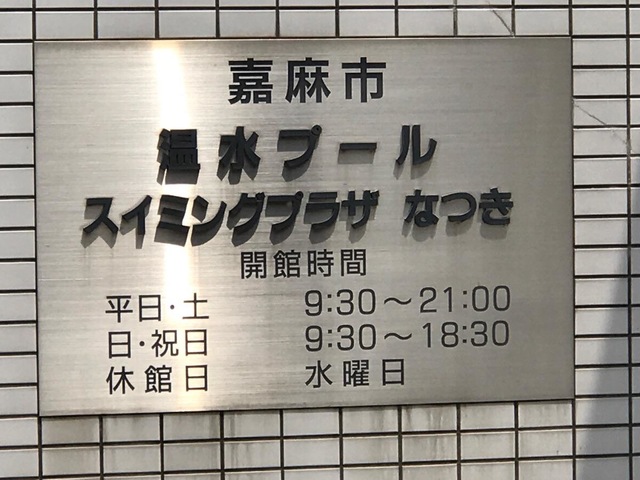 嘉麻市
温水プール
スイミングプラザ なつき
開館時間
平日・土 9:30～21:00
日・祝日 9:30～18:30
休館日 水曜日